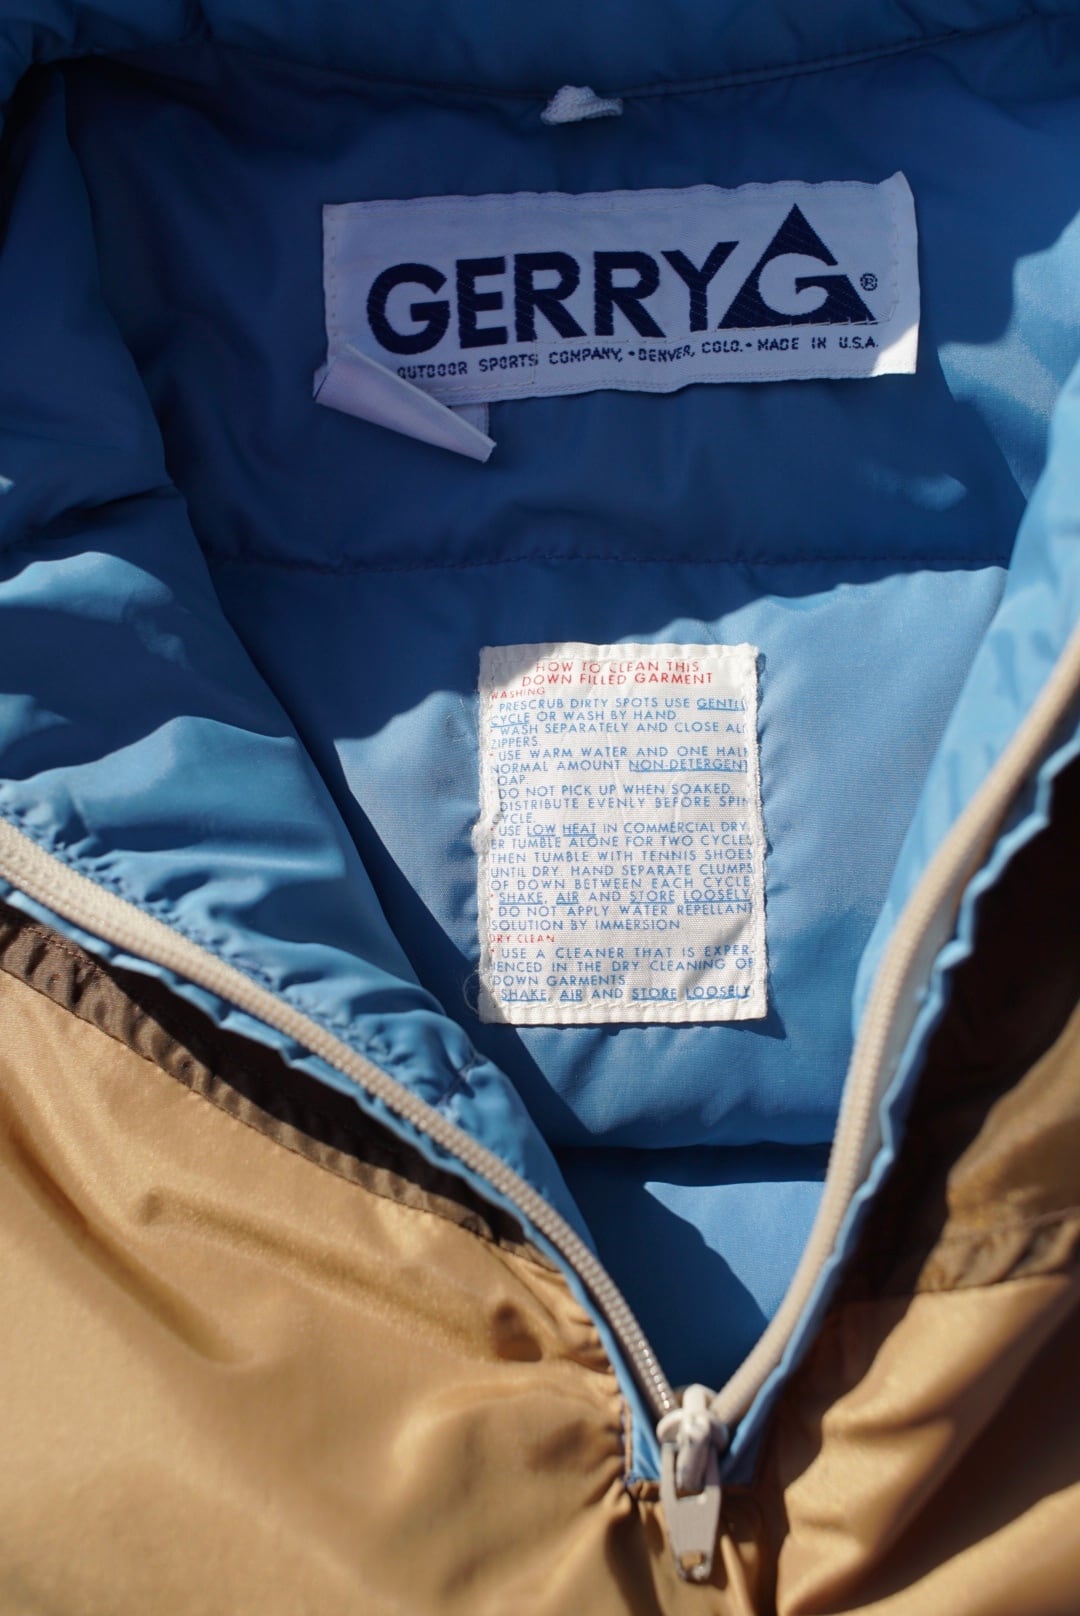 GERRY G®
OUTDOOR SPORTS COMPANY, • DENVER, COLO. • MADE IN U.S.A.
HOW TO CLEAN THIS
DOWN FILLED GARMENT
WASHING
* PRESCRUB DIRTY SPOTS USE GENTL
CYCLE OR WASH BY HAND
* WASH SEPARATELY AND CLOSE AL
ZIPPERS.
* USE WARM WATER AND ONE HAL
NORMAL AMOUNT NON-DETERGENT
SOAP
* DO NOT PICK UP WHEN SOAKED.
DISTRIBUTE EVENLY BEFORE SPIN
CYCLE.
* USE LOW HEAT IN COMMERCIAL DRY-
ER TUMBLE ALONE FOR TWO CYCLES
THEN TUMBLE WITH TENNIS SHOES
UNTIL DRY. HAND SEPARATE CLUMPS
OF DOWN BETWEEN EACH CYCLE
* SHAKE, AIR AND STORE LOOSELY
* DO NOT APPLY WATER REPELLANT
SOLUTION BY IMMERSION.
DRY CLEAN
* USE A CLEANER THAT IS EXPER-
IENCED IN THE DRY CLEANING OF
DOWN GARMENTS
* SHAKE, AIR AND STORE LOOSELY